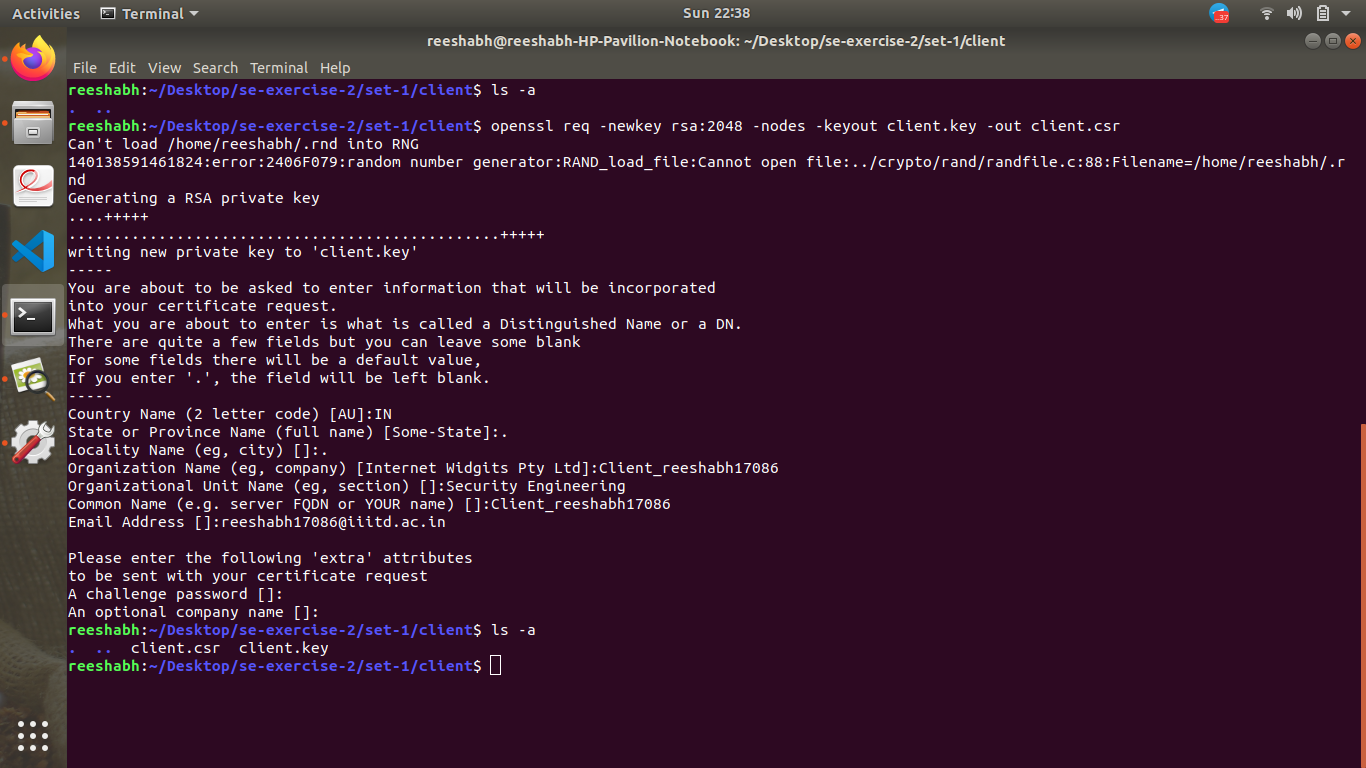 Activities Terminal Sun 22:38 37
reeshabh@reeshabh-HP-Pavilion-Notebook: ~/Desktop/se-exercise-2/set-1/client
File Edit View Search Terminal Help
reeshabh:~/Desktop/se-exercise-2/set-1/client$ ls -a
.  ..
reeshabh:~/Desktop/se-exercise-2/set-1/client$ openssl req -newkey rsa:2048 -nodes -keyout client.key -out client.csr
Can't load /home/reeshabh/.rnd into RNG
140138591461824:error:2406F079:random number generator:RAND_load_file:Cannot open file:../crypto/rand/randfile.c:88:Filename=/home/reeshabh/.r
nd
Generating a RSA private key
....+++++
................................................+++++
writing new private key to 'client.key'
-----
You are about to be asked to enter information that will be incorporated
into your certificate request.
What you are about to enter is what is called a Distinguished Name or a DN.
There are quite a few fields but you can leave some blank
For some fields there will be a default value,
If you enter '.', the field will be left blank.
-----
Country Name (2 letter code) [AU]:IN
State or Province Name (full name) [Some-State]:.
Locality Name (eg, city) []:.
Organization Name (eg, company) [Internet Widgits Pty Ltd]:Client_reeshabh17086
Organizational Unit Name (eg, section) []:Security Engineering
Common Name (e.g. server FQDN or YOUR name) []:Client_reeshabh17086
Email Address []:reeshabh17086@iiitd.ac.in

Please enter the following 'extra' attributes
to be sent with your certificate request
A challenge password []:
An optional company name []:
reeshabh:~/Desktop/se-exercise-2/set-1/client$ ls -a
.  ..  client.csr  client.key
reeshabh:~/Desktop/se-exercise-2/set-1/client$